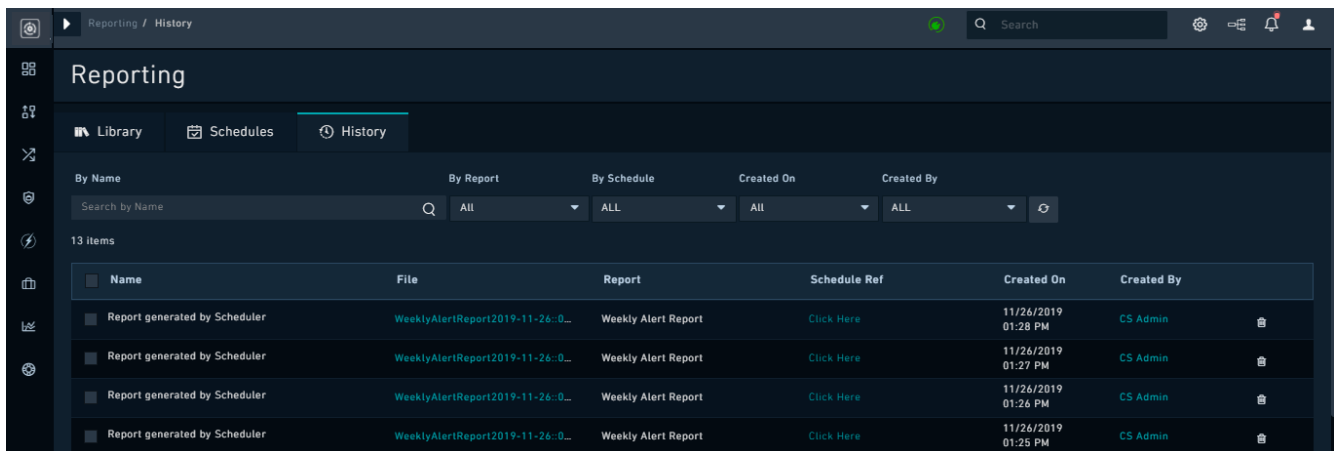 Reporting / History
Search
Reporting
Library Schedules History
By Name By Report By Schedule Created On Created By
Search by Name All ALL All ALL
13 items
Name File Report Schedule Ref Created On Created By
Report generated by Scheduler WeeklyAlertReport2019-11-26::0... Weekly Alert Report Click Here 11/26/2019 CS Admin
01:28 PM
Report generated by Scheduler WeeklyAlertReport2019-11-26::0... Weekly Alert Report Click Here 11/26/2019 CS Admin
01:27 PM
Report generated by Scheduler WeeklyAlertReport2019-11-26::0... Weekly Alert Report Click Here 11/26/2019 CS Admin
01:26 PM
Report generated by Scheduler WeeklyAlertReport2019-11-26::0... Weekly Alert Report Click Here 11/26/2019 CS Admin
01:25 PM